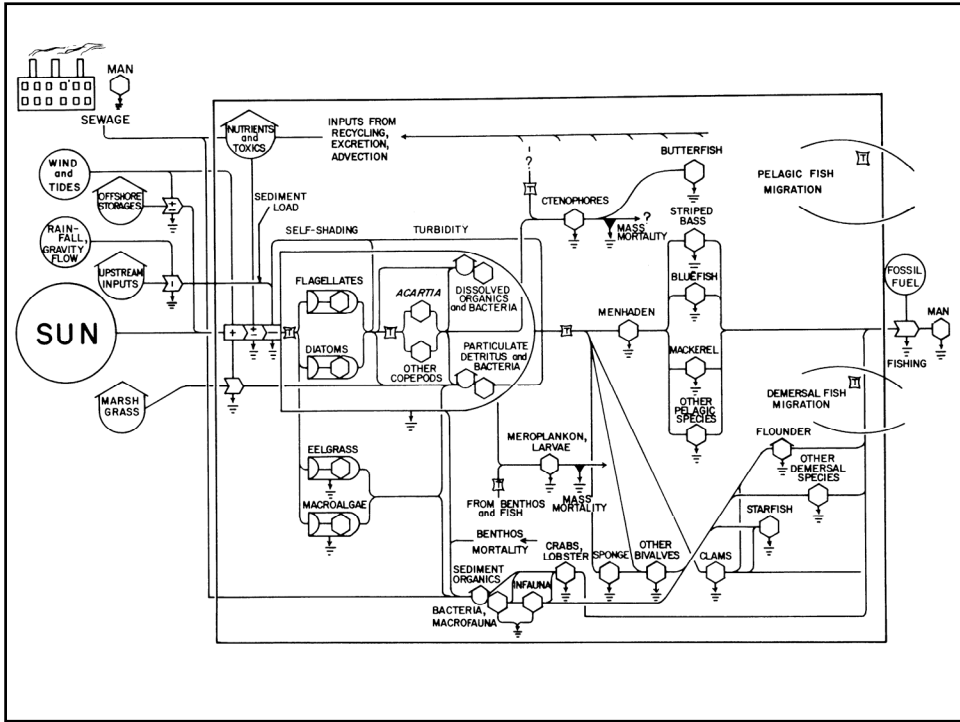 MAN
SEWAGE
NUTRIENTS
and
TOXICS
INPUTS FROM
RECYCLING,
EXCRETION,
ADVECTION
?
T
BUTTERFISH
T
PELAGIC FISH
MIGRATION
WIND
and
TIDES
OFFSHORE
STORAGES
+
SEDIMENT
LOAD
T
CTENOPHORES
?
MASS
MORTALITY
STRIPED
BASS
RAIN-
FALL,
GRAVITY
FLOW
UPSTREAM
INPUTS
I
SELF-SHADING
TURBIDITY
FLAGELLATES
ACARTIA
DISSOLVED
ORGANICS
and BACTERIA
BLUEFISH
FOSSIL
FUEL
MENHADEN
MAN
SUN
+
±
−
T
T
T
DIATOMS
OTHER
COPEPODS
PARTICULATE
DETRITUS and
BACTERIA
MACKEREL
FISHING
MARSH
GRASS
T
DEMERSAL FISH
MIGRATION
OTHER
PELAGIC
SPECIES
FLOUNDER
EELGRASS
MEROPLANKON,
LARVAE
OTHER
DEMERSAL
SPECIES
MACROALGAE
T
FROM BENTHOS
and FISH
MASS
MORTALITY
STARFISH
BENTHOS
MORTALITY
CRABS,
LOBSTER
SPONGE
OTHER
BIVALVES
CLAMS
SEDIMENT
ORGANICS
INFAUNA
BACTERIA,
MACROFAUNA